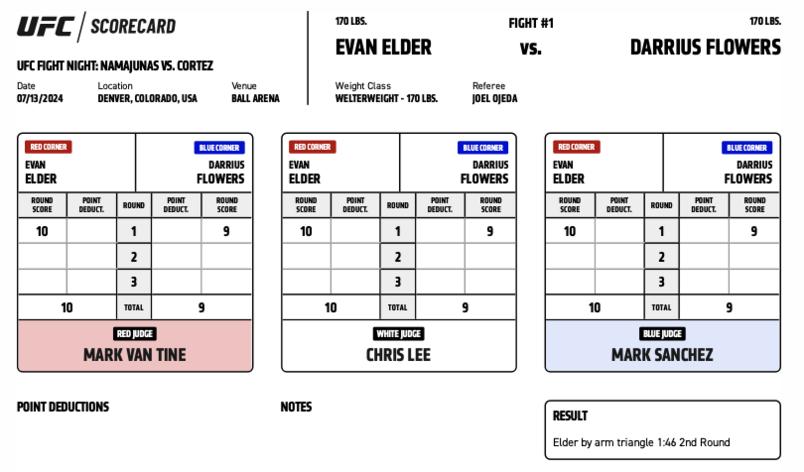 UFC / SCORECARD
UFC FIGHT NIGHT: NAMAJUNAS VS. CORTEZ
Date Location Venue
07/13/2024 DENVER, COLORADO, USA BALL ARENA
170 LBS. FIGHT #1 170 LBS.
EVAN ELDER VS. DARRIUS FLOWERS
Weight Class Referee
WELTERWEIGHT - 170 LBS. JOEL OJEDA
RED CORNER BLUE CORNER
EVAN DARRIUS
ELDER FLOWERS
ROUND POINT ROUND POINT ROUND
SCORE DEDUCT. DEDUCT. SCORE
10 1 9
2
3
10 TOTAL 9
RED JUDGE
MARK VAN TINE
RED CORNER BLUE CORNER
EVAN DARRIUS
ELDER FLOWERS
ROUND POINT ROUND POINT ROUND
SCORE DEDUCT. DEDUCT. SCORE
10 1 9
2
3
10 TOTAL 9
WHITE JUDGE
CHRIS LEE
RED CORNER BLUE CORNER
EVAN DARRIUS
ELDER FLOWERS
ROUND POINT ROUND POINT ROUND
SCORE DEDUCT. DEDUCT. SCORE
10 1 9
2
3
10 TOTAL 9
BLUE JUDGE
MARK SANCHEZ
POINT DEDUCTIONS
NOTES
RESULT
Elder by arm triangle 1:46 2nd Round